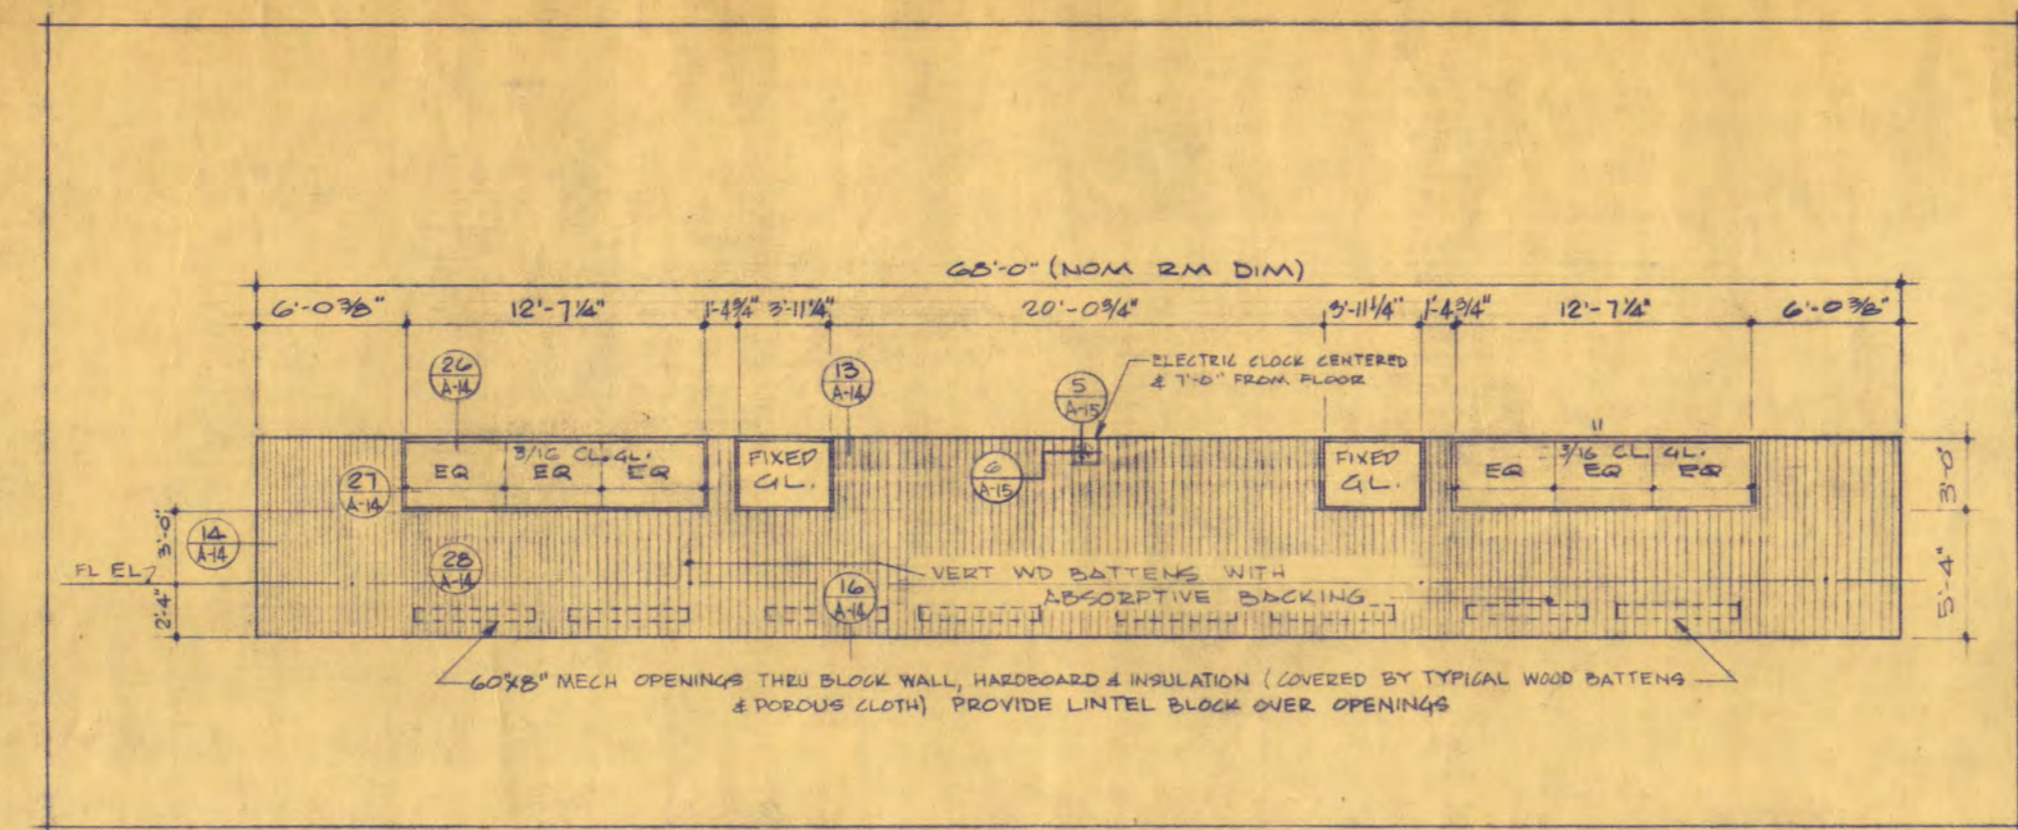 68'-0" (NOM RM DIM)
6'-0 3/8" 12'-7 1/4" 1'-4 3/4" 3'-11 1/4" 20'-0 3/4" 3'-11 1/4" 1'-4 3/4" 12'-7 1/4" 6'-0 3/8"
26
A-14
13
A-14
5
A-15
ELECTRIC CLOCK CENTERED
& 7'-0" FROM FLOOR
3/16 CL. GL.
EQ EQ EQ
FIXED
GL.
6
A-15
FIXED
GL.
"
3/16 CL GL.
EQ EQ EQ
3'-0"
27
A-14
14
A-14
3'-0"
28
A-14
FL EL
2'-4"
16
A-14
VERT WD BATTENS WITH
ABSORPTIVE BACKING
5'-4"
60"X8" MECH OPENINGS THRU BLOCK WALL, HARDBOARD & INSULATION (COVERED BY TYPICAL WOOD BATTENS
& POROUS CLOTH) PROVIDE LINTEL BLOCK OVER OPENINGS